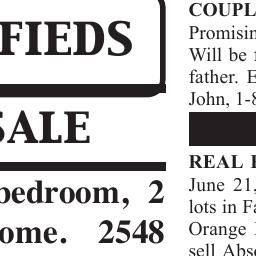 FIEDS
SALE
bedroom, 2
ome. 2548
COUPL
Promisin
Will be
father. E
John, 1-8
REAL
June 21,
lots in Fa
Orange
sell Abso